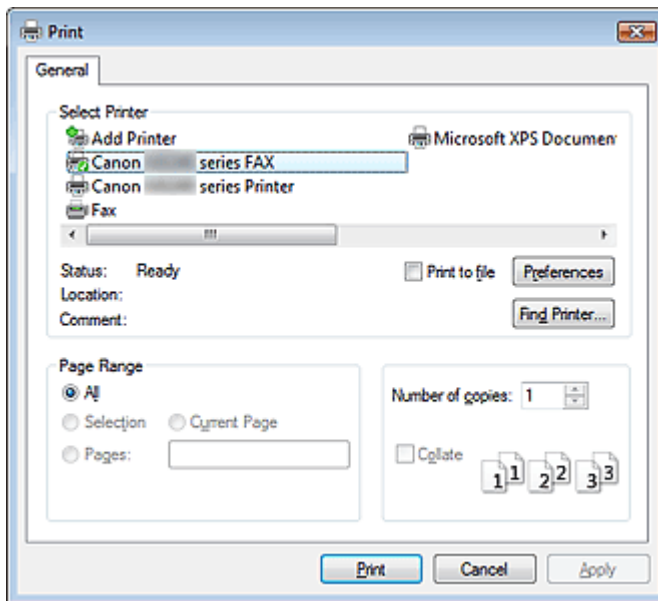 Print
General
Select Printer
Add Printer
Microsoft XPS Documen
Canon series FAX
Canon series Printer
Fax
Status: Ready
Print to file
Preferences
Location:
Comment:
Find Printer...
Page Range
All
Selection
Current Page
Pages:
Number of copies: 1
Collate
1 1 2 2 3 3
Print
Cancel
Apply